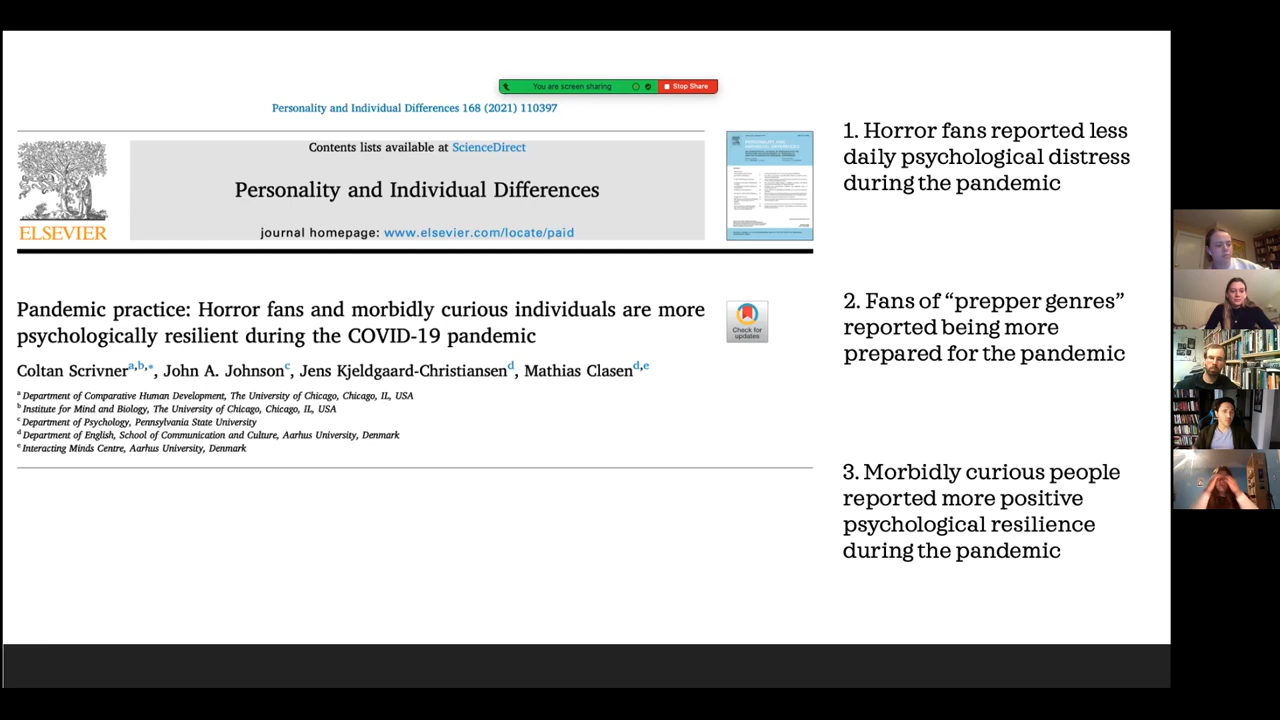 You are screen sharing Stop Share
Personality and Individual Differences 168 (2021) 110397
Contents lists available at ScienceDirect
Personality and Individual Differences
journal homepage: www.elsevier.com/locate/paid
ELSEVIER
Pandemic practice: Horror fans and morbidly curious individuals are more
psychologically resilient during the COVID-19 pandemic
Check for
updates
Coltan Scrivner a,b,*, John A. Johnson c, Jens Kjeldgaard-Christiansen d, Mathias Clasen d,e
a Department of Comparative Human Development, The University of Chicago, Chicago, IL, USA
b Institute for Mind and Biology, The University of Chicago, Chicago, IL, USA
c Department of Psychology, Pennsylvania State University
d Department of English, School of Communication and Culture, Aarhus University, Denmark
e Interacting Minds Centre, Aarhus University, Denmark
1. Horror fans reported less
daily psychological distress
during the pandemic
2. Fans of “prepper genres”
reported being more
prepared for the pandemic
3. Morbidly curious people
reported more positive
psychological resilience
during the pandemic